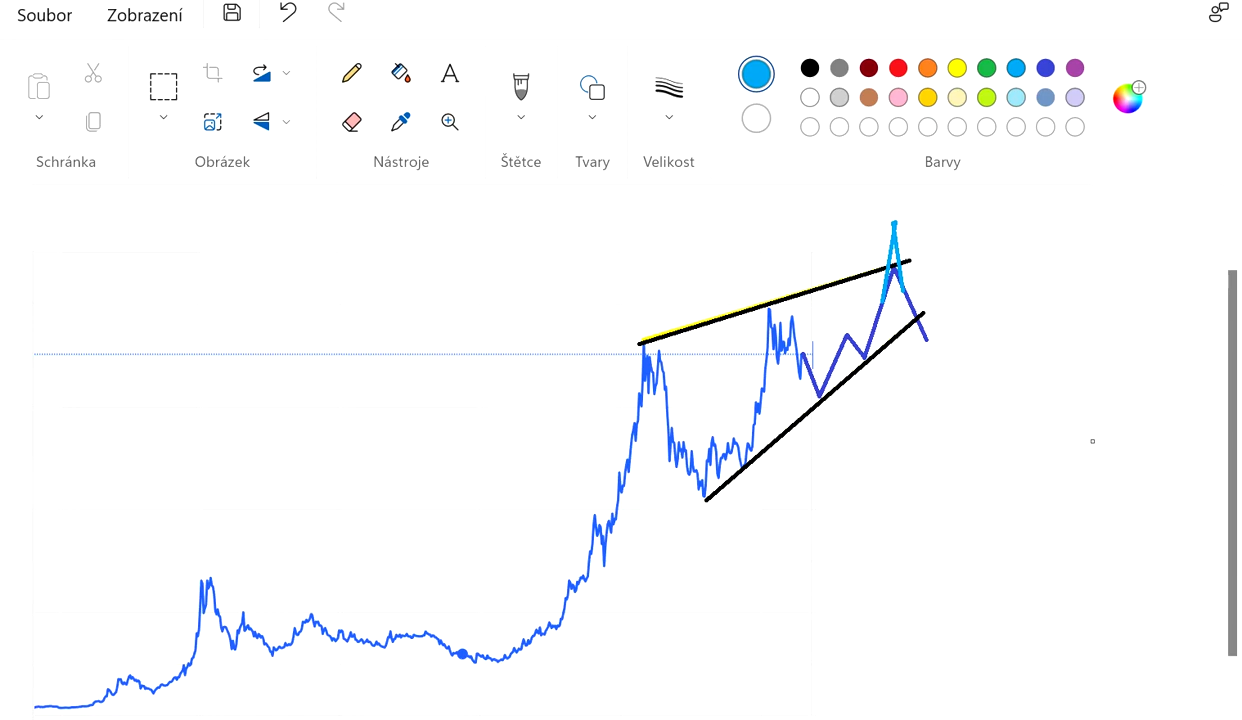 Soubor Zobrazení
A
Schránka Obrázek Nástroje Štětce Tvary Velikost Barvy